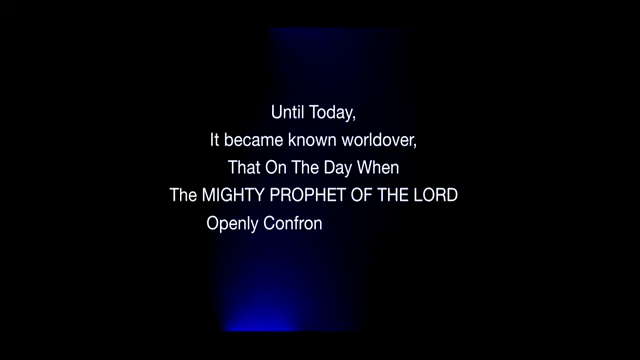 Until Today,
It became known worldover,
That On The Day When
The MIGHTY PROPHET OF THE LORD
Openly Confron